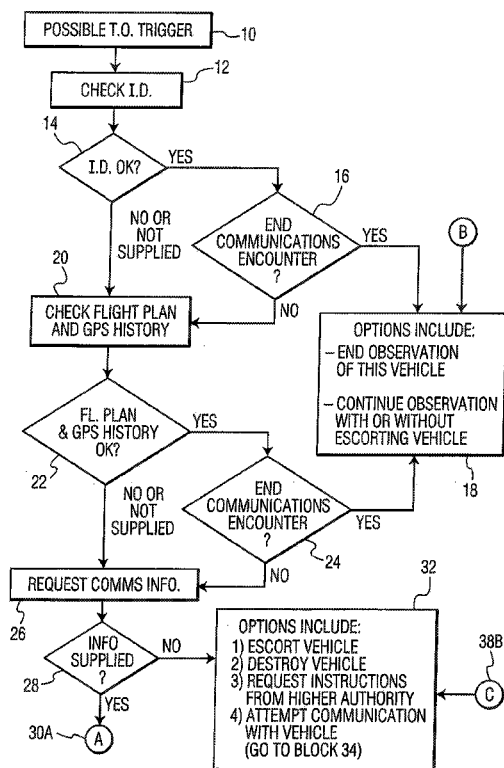 POSSIBLE T.O. TRIGGER
10
12
CHECK I.D.
14
I.D. OK?
YES
16
NO OR
NOT
SUPPLIED
END
COMMUNICATIONS
ENCOUNTER
?
YES
NO
B
20
CHECK FLIGHT PLAN
AND GPS HISTORY
OPTIONS INCLUDE:
– END OBSERVATION
OF THIS VEHICLE
– CONTINUE OBSERVATION
WITH OR WITHOUT
ESCORTING VEHICLE
18
FL. PLAN
& GPS HISTORY
OK?
YES
22
NO OR
NOT
SUPPLIED
END
COMMUNICATIONS
ENCOUNTER
?
YES
24
NO
REQUEST COMMS INFO.
26
32
INFO
SUPPLIED
?
NO
28
YES
30A
A
OPTIONS INCLUDE:
1) ESCORT VEHICLE
2) DESTROY VEHICLE
3) REQUEST INSTRUCTIONS
FROM HIGHER AUTHORITY
4) ATTEMPT COMMUNICATION
WITH VEHICLE
(GO TO BLOCK 34)
38B
C